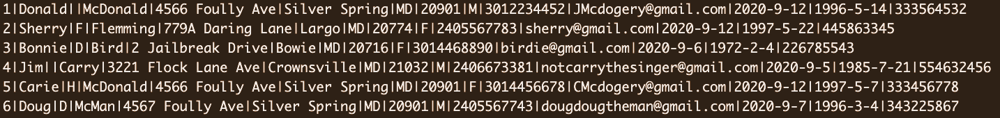 1|Donald||McDonald|4566 Foully Ave|Silver Spring|MD|20901|M|3012234452|JMcdogery@gmail.com|2020-9-12|1996-5-14|333564532
2|Sherry|F|Flemming|779A Daring Lane|Largo|MD|20774|F|2405567783|sherry@gmail.com|2020-9-12|1997-5-22|445863345
3|Bonnie|D|Bird|2 Jailbreak Drive|Bowie|MD|20716|F|3014468890|birdie@gmail.com|2020-9-6|1972-2-4|226785543
4|Jim||Carry|3221 Flock Lane Ave|Crownsville|MD|21032|M|2406673381|notcarrythesinger@gmail.com|2020-9-5|1985-7-21|554632456
5|Carie|H|McDonald|4566 Foully Ave|Silver Spring|MD|20901|F|3014456678|CMcdogery@gmail.com|2020-9-12|1997-5-7|333456778
6|Doug|D|McMan|4567 Foully Ave|Silver Spring|MD|20901|M|2405567743|dougdougtheman@gmail.com|2020-9-7|1996-3-4|343225867